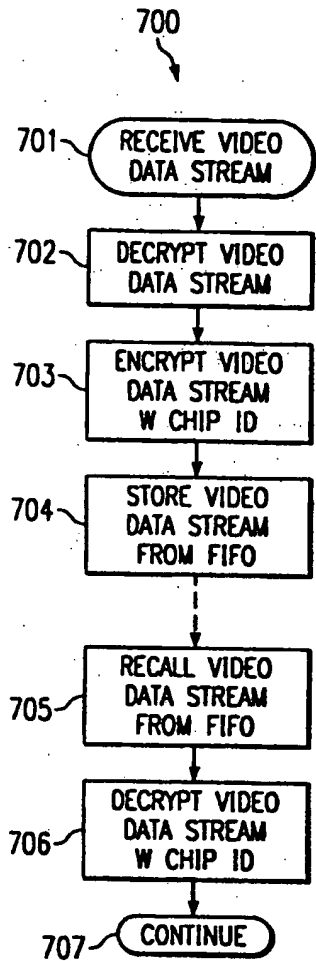 700
701
RECEIVE VIDEO
DATA STREAM
702
DECRYPT VIDEO
DATA STREAM
703
ENCRYPT VIDEO
DATA STREAM
W CHIP ID
704
STORE VIDEO
DATA STREAM
FROM FIFO
705
RECALL VIDEO
DATA STREAM
FROM FIFO
706
DECRYPT VIDEO
DATA STREAM
W CHIP ID
707
CONTINUE